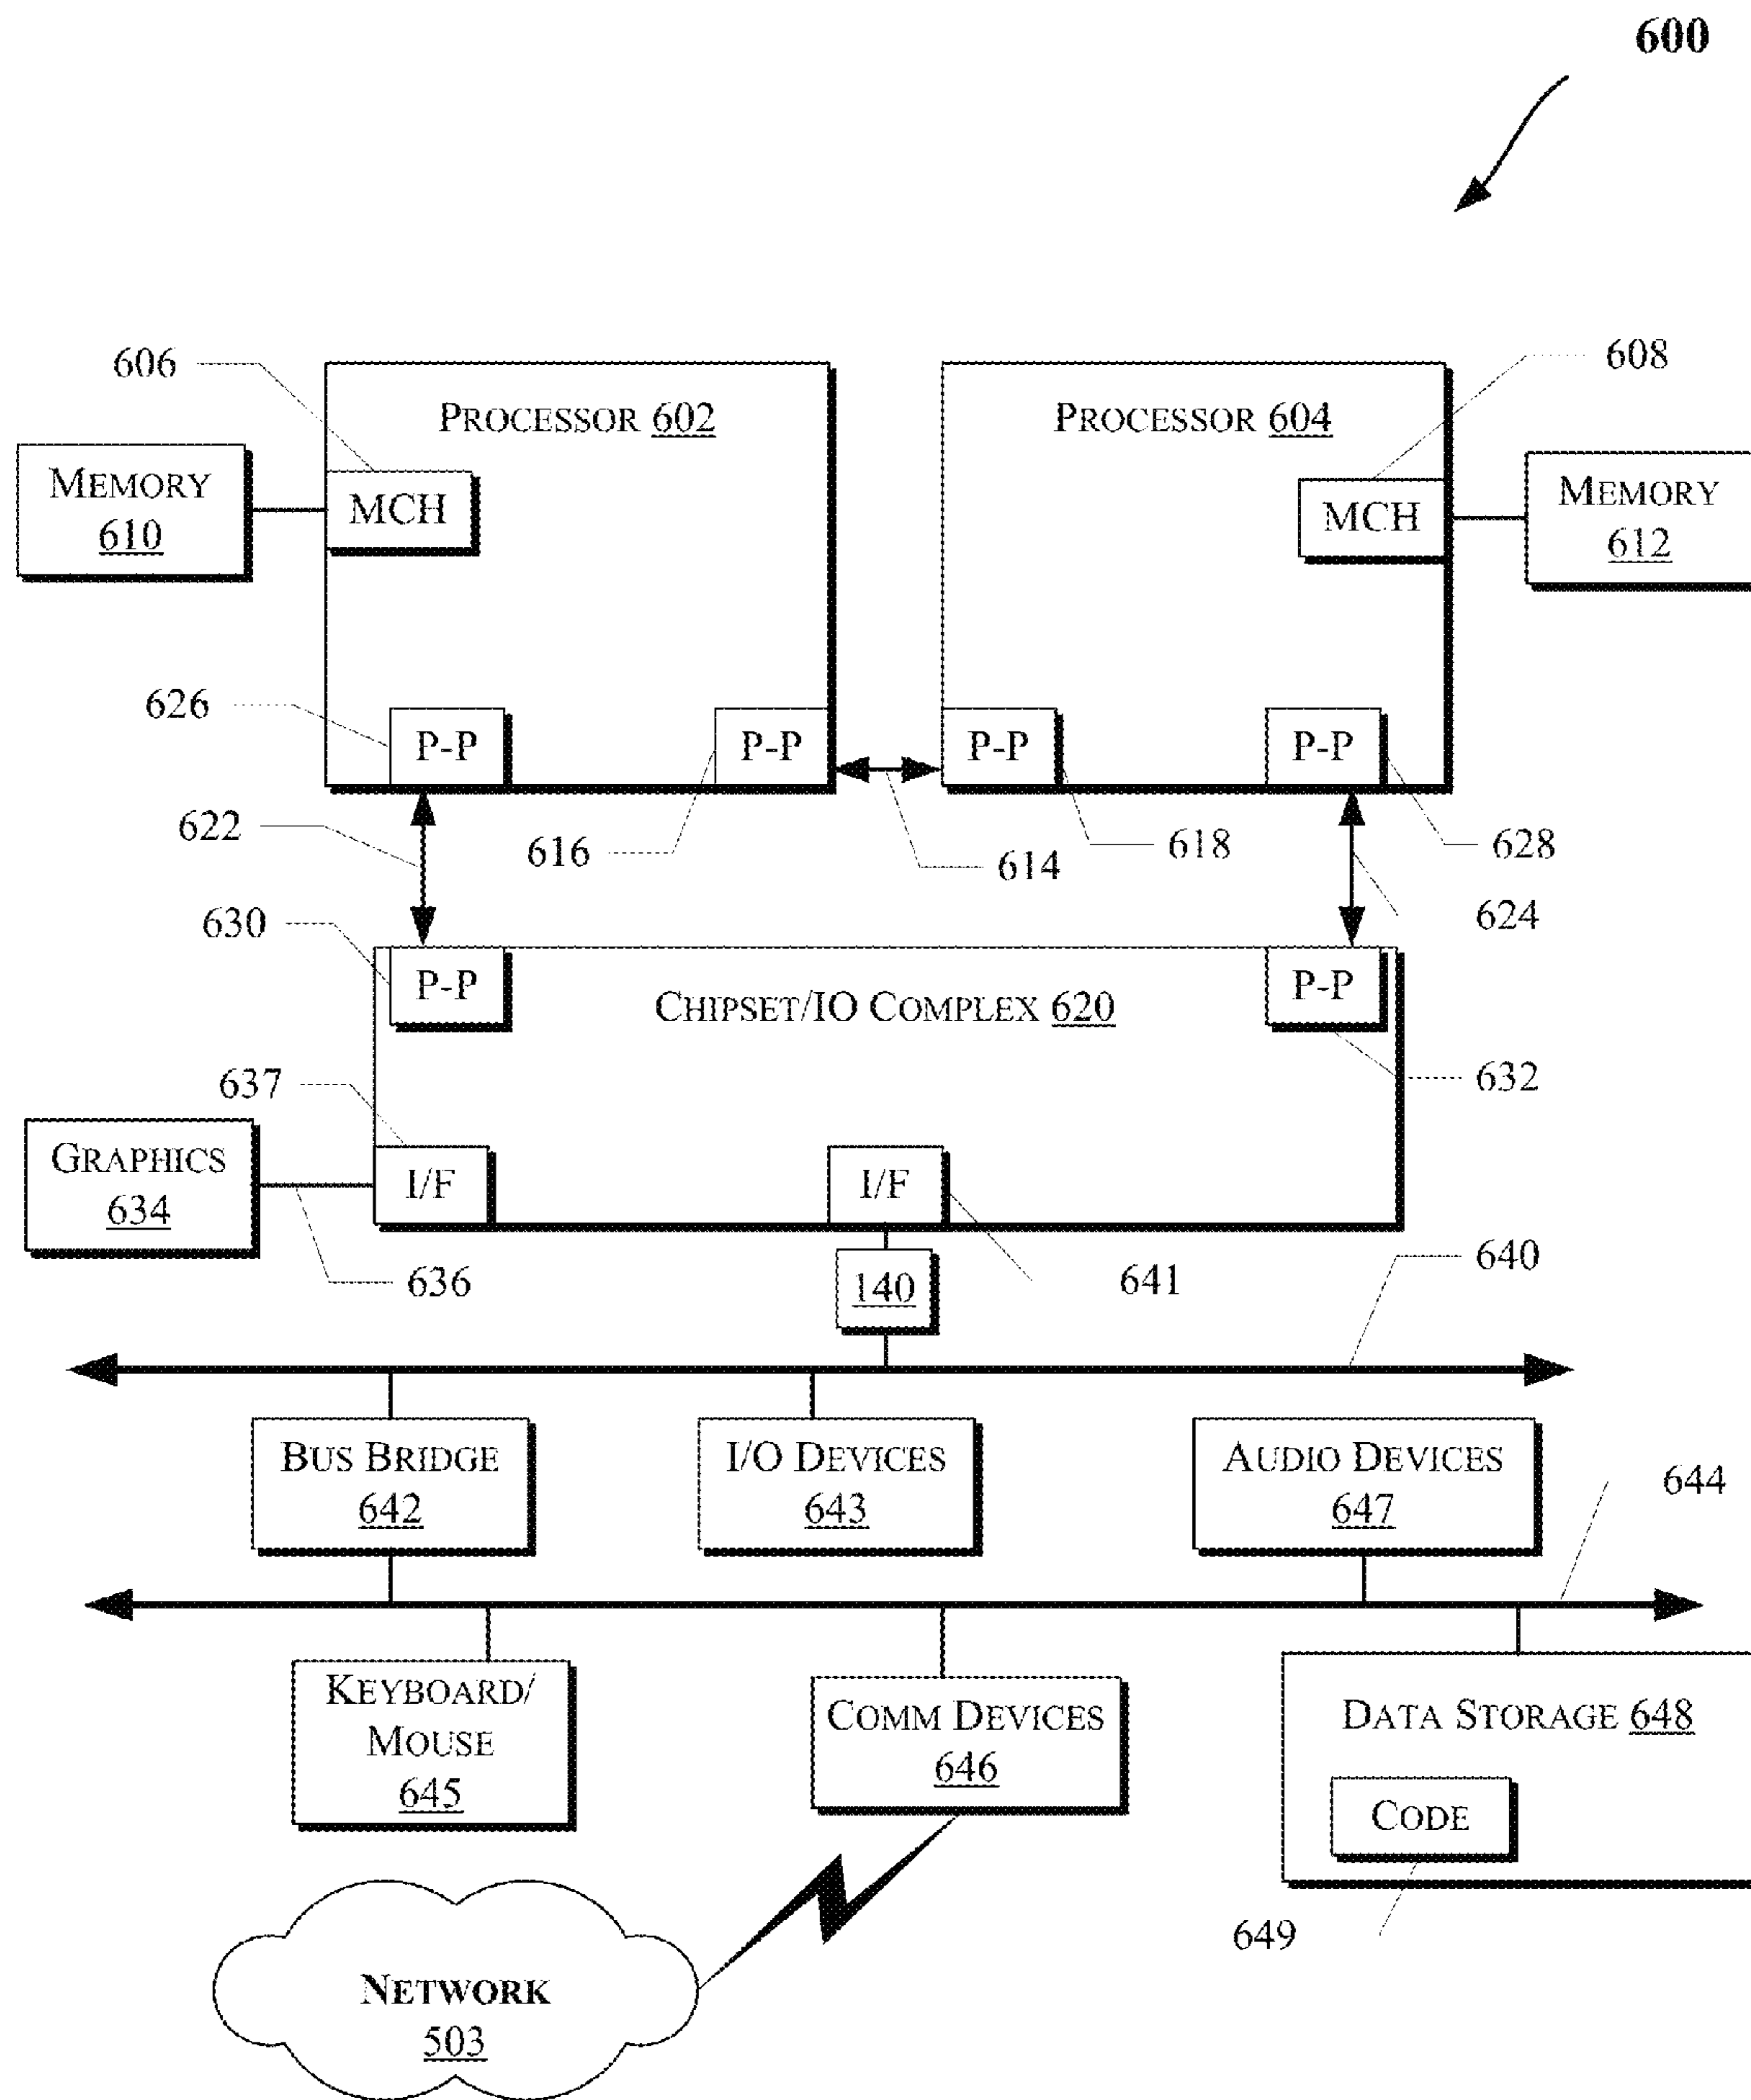 600
606
608
PROCESSOR 602
PROCESSOR 604
MEMORY
610
MCH
MCH
MEMORY
612
626
P-P
P-P
P-P
P-P
622
616
614
618
628
624
630
P-P
CHIPSET/IO COMPLEX 620
P-P
637
632
GRAPHICS
634
I/F
I/F
636
140
641
640
BUS BRIDGE
642
I/O DEVICES
643
AUDIO DEVICES
647
644
KEYBOARD/
MOUSE
645
COMM DEVICES
646
DATA STORAGE 648
CODE
649
NETWORK
503